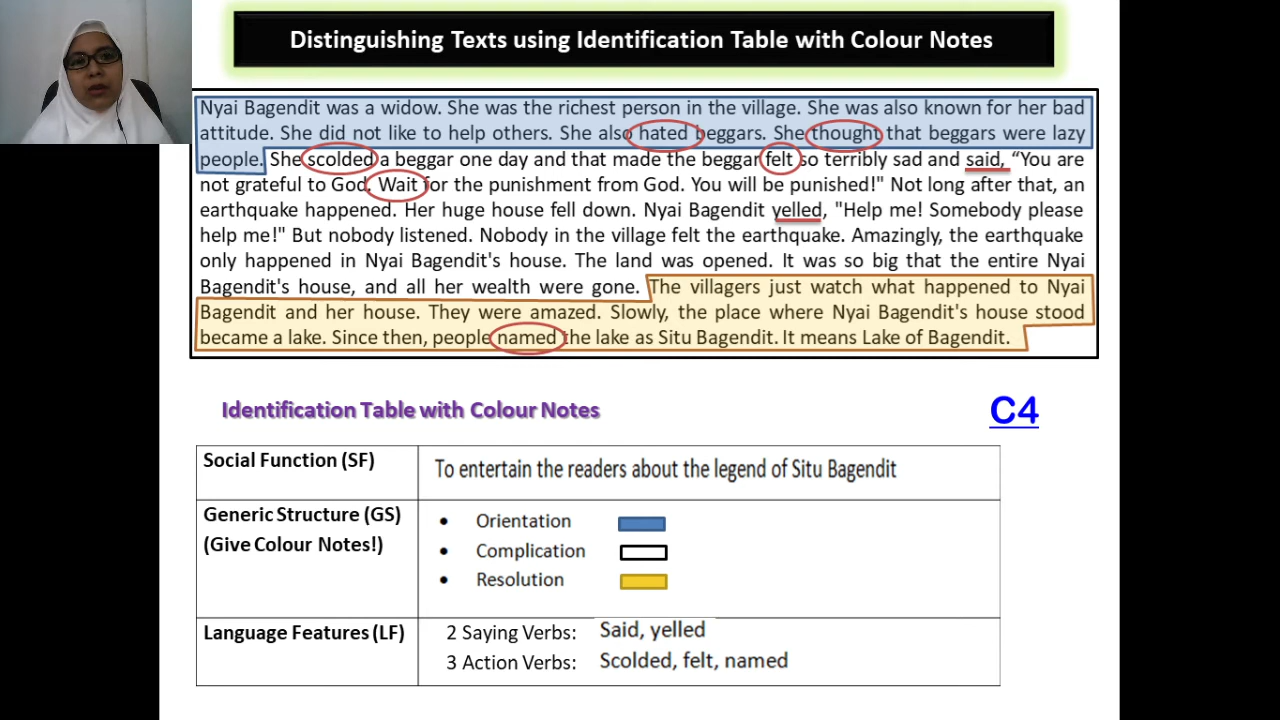 Distinguishing Texts using Identification Table with Colour Notes
Nyai Bagendit was a widow. She was the richest person in the village. She was also known for her bad
attitude. She did not like to help others. She also hated beggars. She thought that beggars were lazy
people. She scolded a beggar one day and that made the beggar felt so terribly sad and said, “You are
not grateful to God. Wait for the punishment from God. You will be punished!" Not long after that, an
earthquake happened. Her huge house fell down. Nyai Bagendit yelled, "Help me! Somebody please
help me!" But nobody listened. Nobody in the village felt the earthquake. Amazingly, the earthquake
only happened in Nyai Bagendit's house. The land was opened. It was so big that the entire Nyai
Bagendit's house, and all her wealth were gone. The villagers just watch what happened to Nyai
Bagendit and her house. They were amazed. Slowly, the place where Nyai Bagendit's house stood
became a lake. Since then, people named the lake as Situ Bagendit. It means Lake of Bagendit.
Identification Table with Colour Notes
C4
Social Function (SF)
To entertain the readers about the legend of Situ Bagendit
Generic Structure (GS)
(Give Colour Notes!)
• Orientation
• Complication
• Resolution
Language Features (LF)
2 Saying Verbs: Said, yelled
3 Action Verbs: Scolded, felt, named